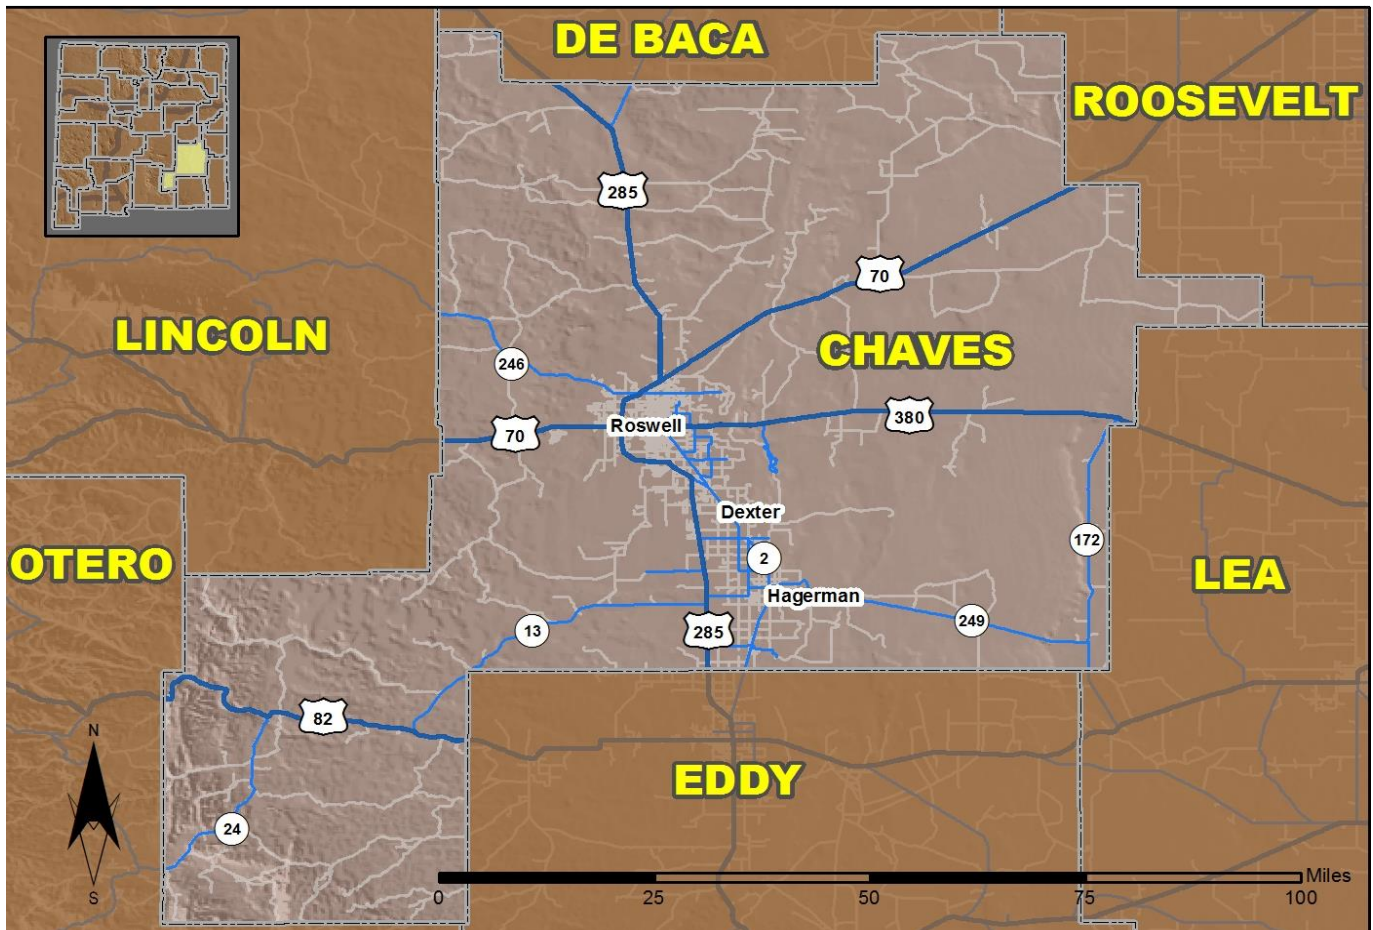 DE BACA
ROOSEVELT
285
70
LINCOLN
CHAVES
246
380
70
Roswell
Dexter
172
2
OTERO
LEA
Hagerman
249
13
285
82
N
EDDY
24
S
Miles
0
25
50
75
100